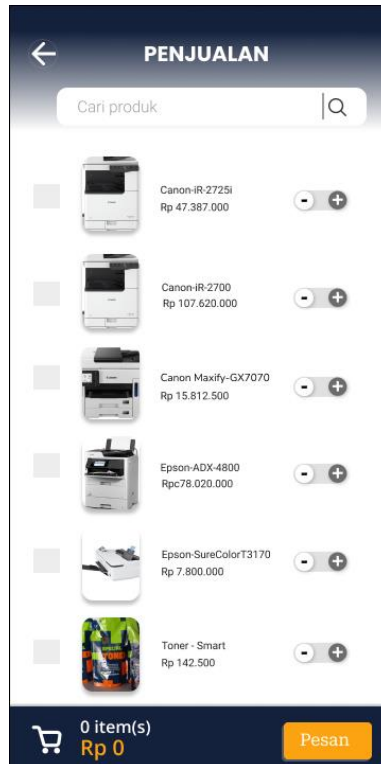 PENJUALAN
Cari produk
Canon-iR-2725i
Rp 47.387.000
- +
Canon-iR-2700
Rp 107.620.000
- +
Canon Maxify-GX7070
Rp 15.812.500
- +
Epson-ADX-4800
Rpc78.020.000
- +
Epson-SureColorT3170
Rp 7.800.000
- +
Toner - Smart
Rp 142.500
- +
0 item(s)
Rp 0
Pesan